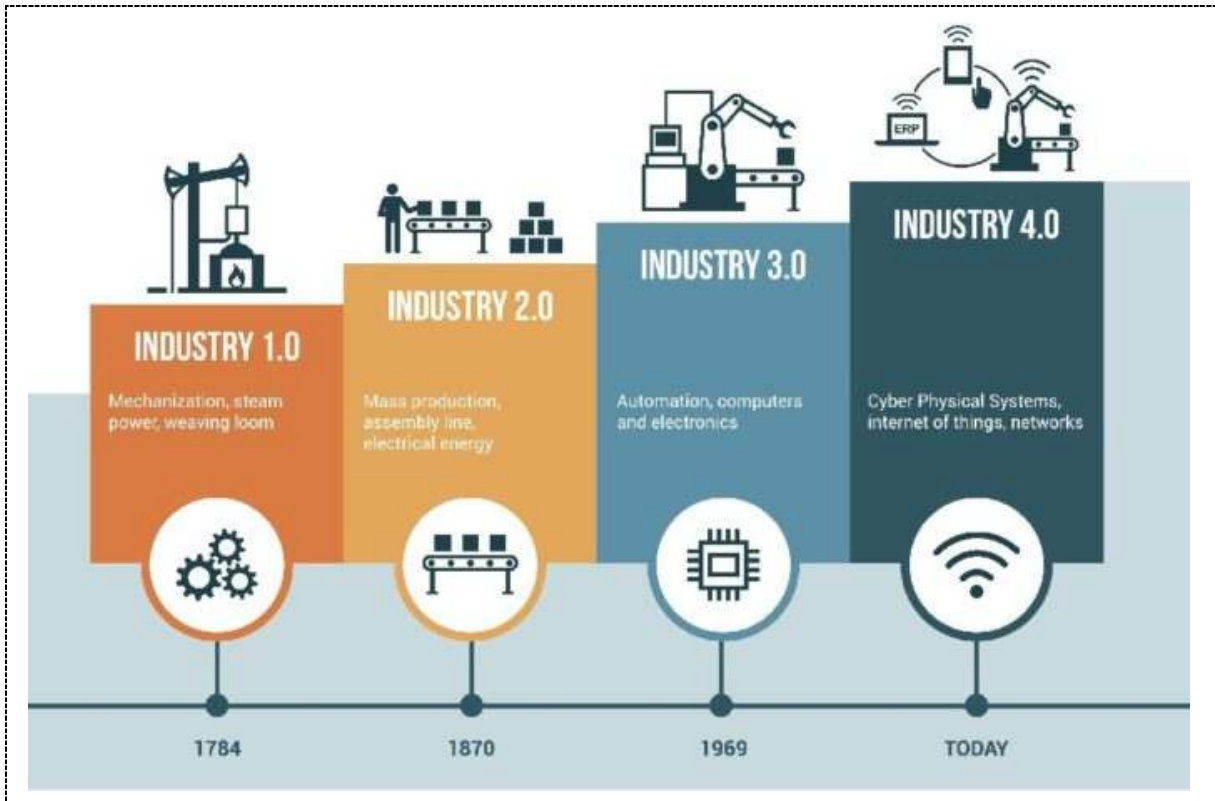 ERP
INDUSTRY 1.0
Mechanization, steam
power, weaving loom
INDUSTRY 2.0
Mass production,
assembly line,
electrical energy
INDUSTRY 3.0
Automation, computers
and electronics
INDUSTRY 4.0
Cyber Physical Systems,
internet of things, networks
1784
1870
1969
TODAY